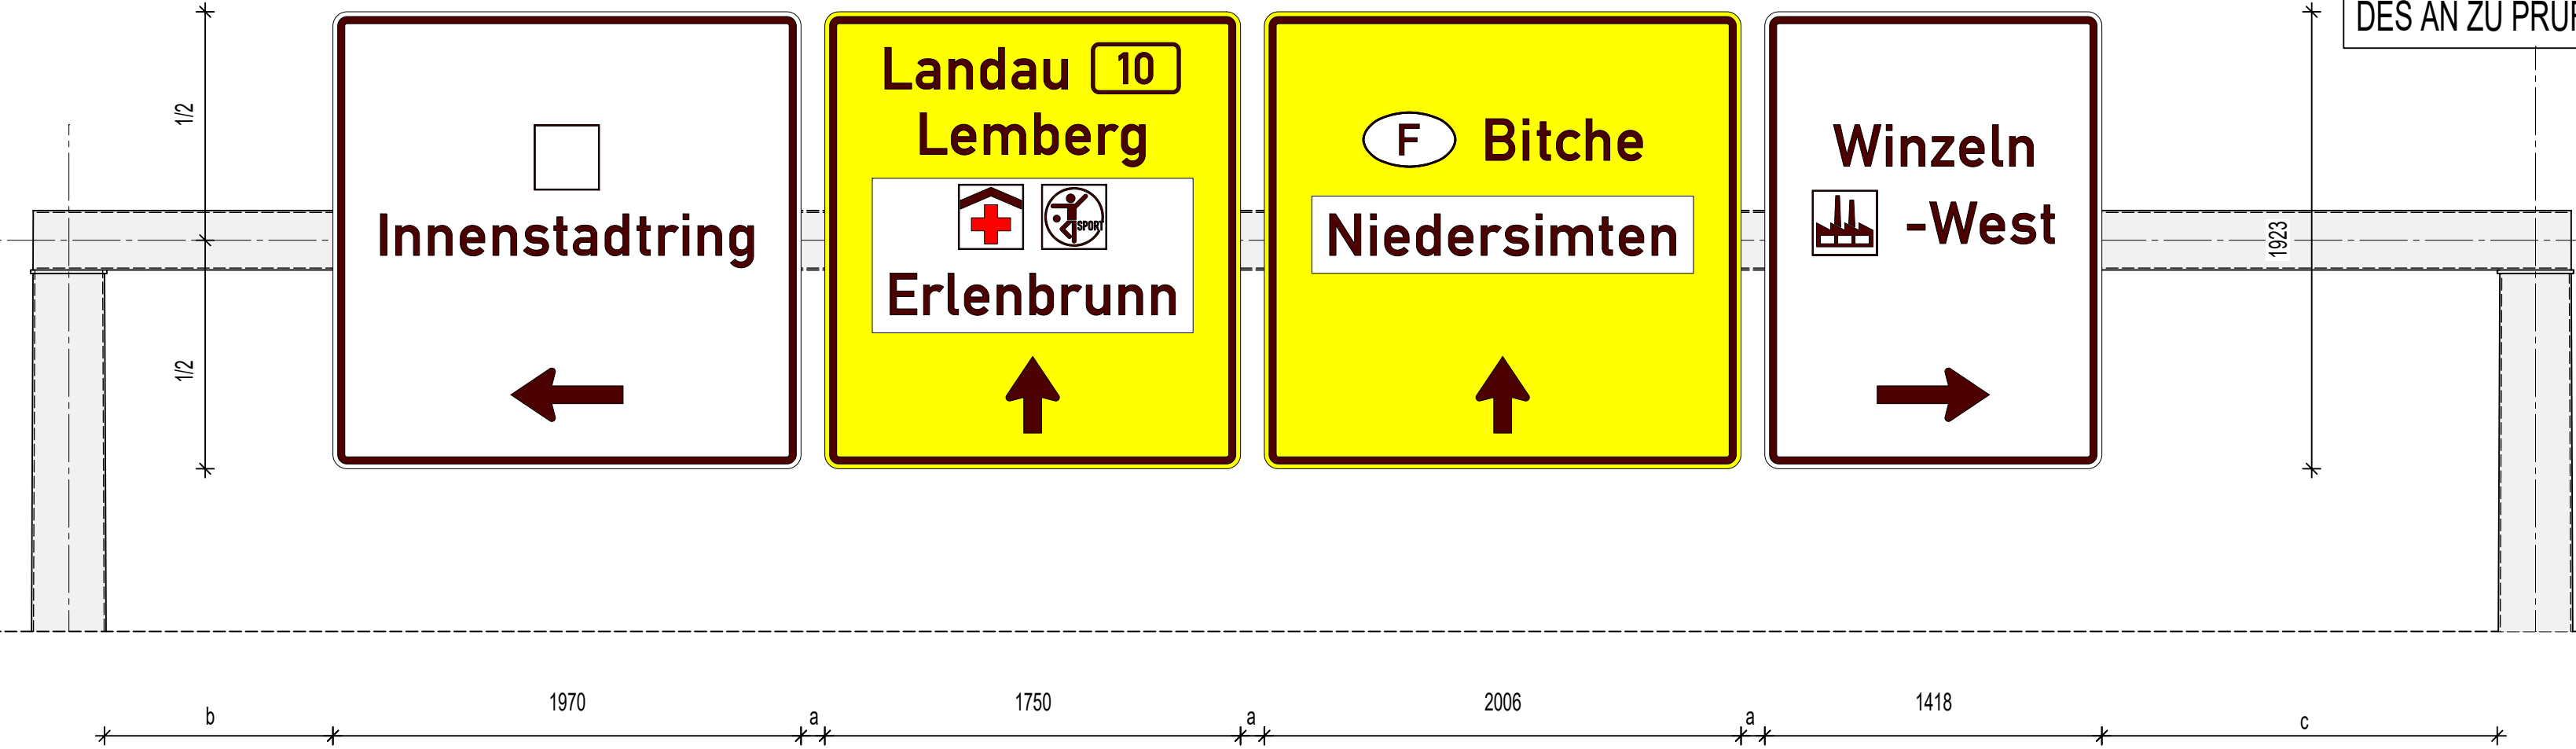 DES AN ZU
1/2
1/2
Innenstadtring
Landau 10
Lemberg
SPORT
Erlenbrunn
F Bitche
Niedersimten
Winzeln
-West
1923
1970
1750
2006
1418
b
a
a
a
c